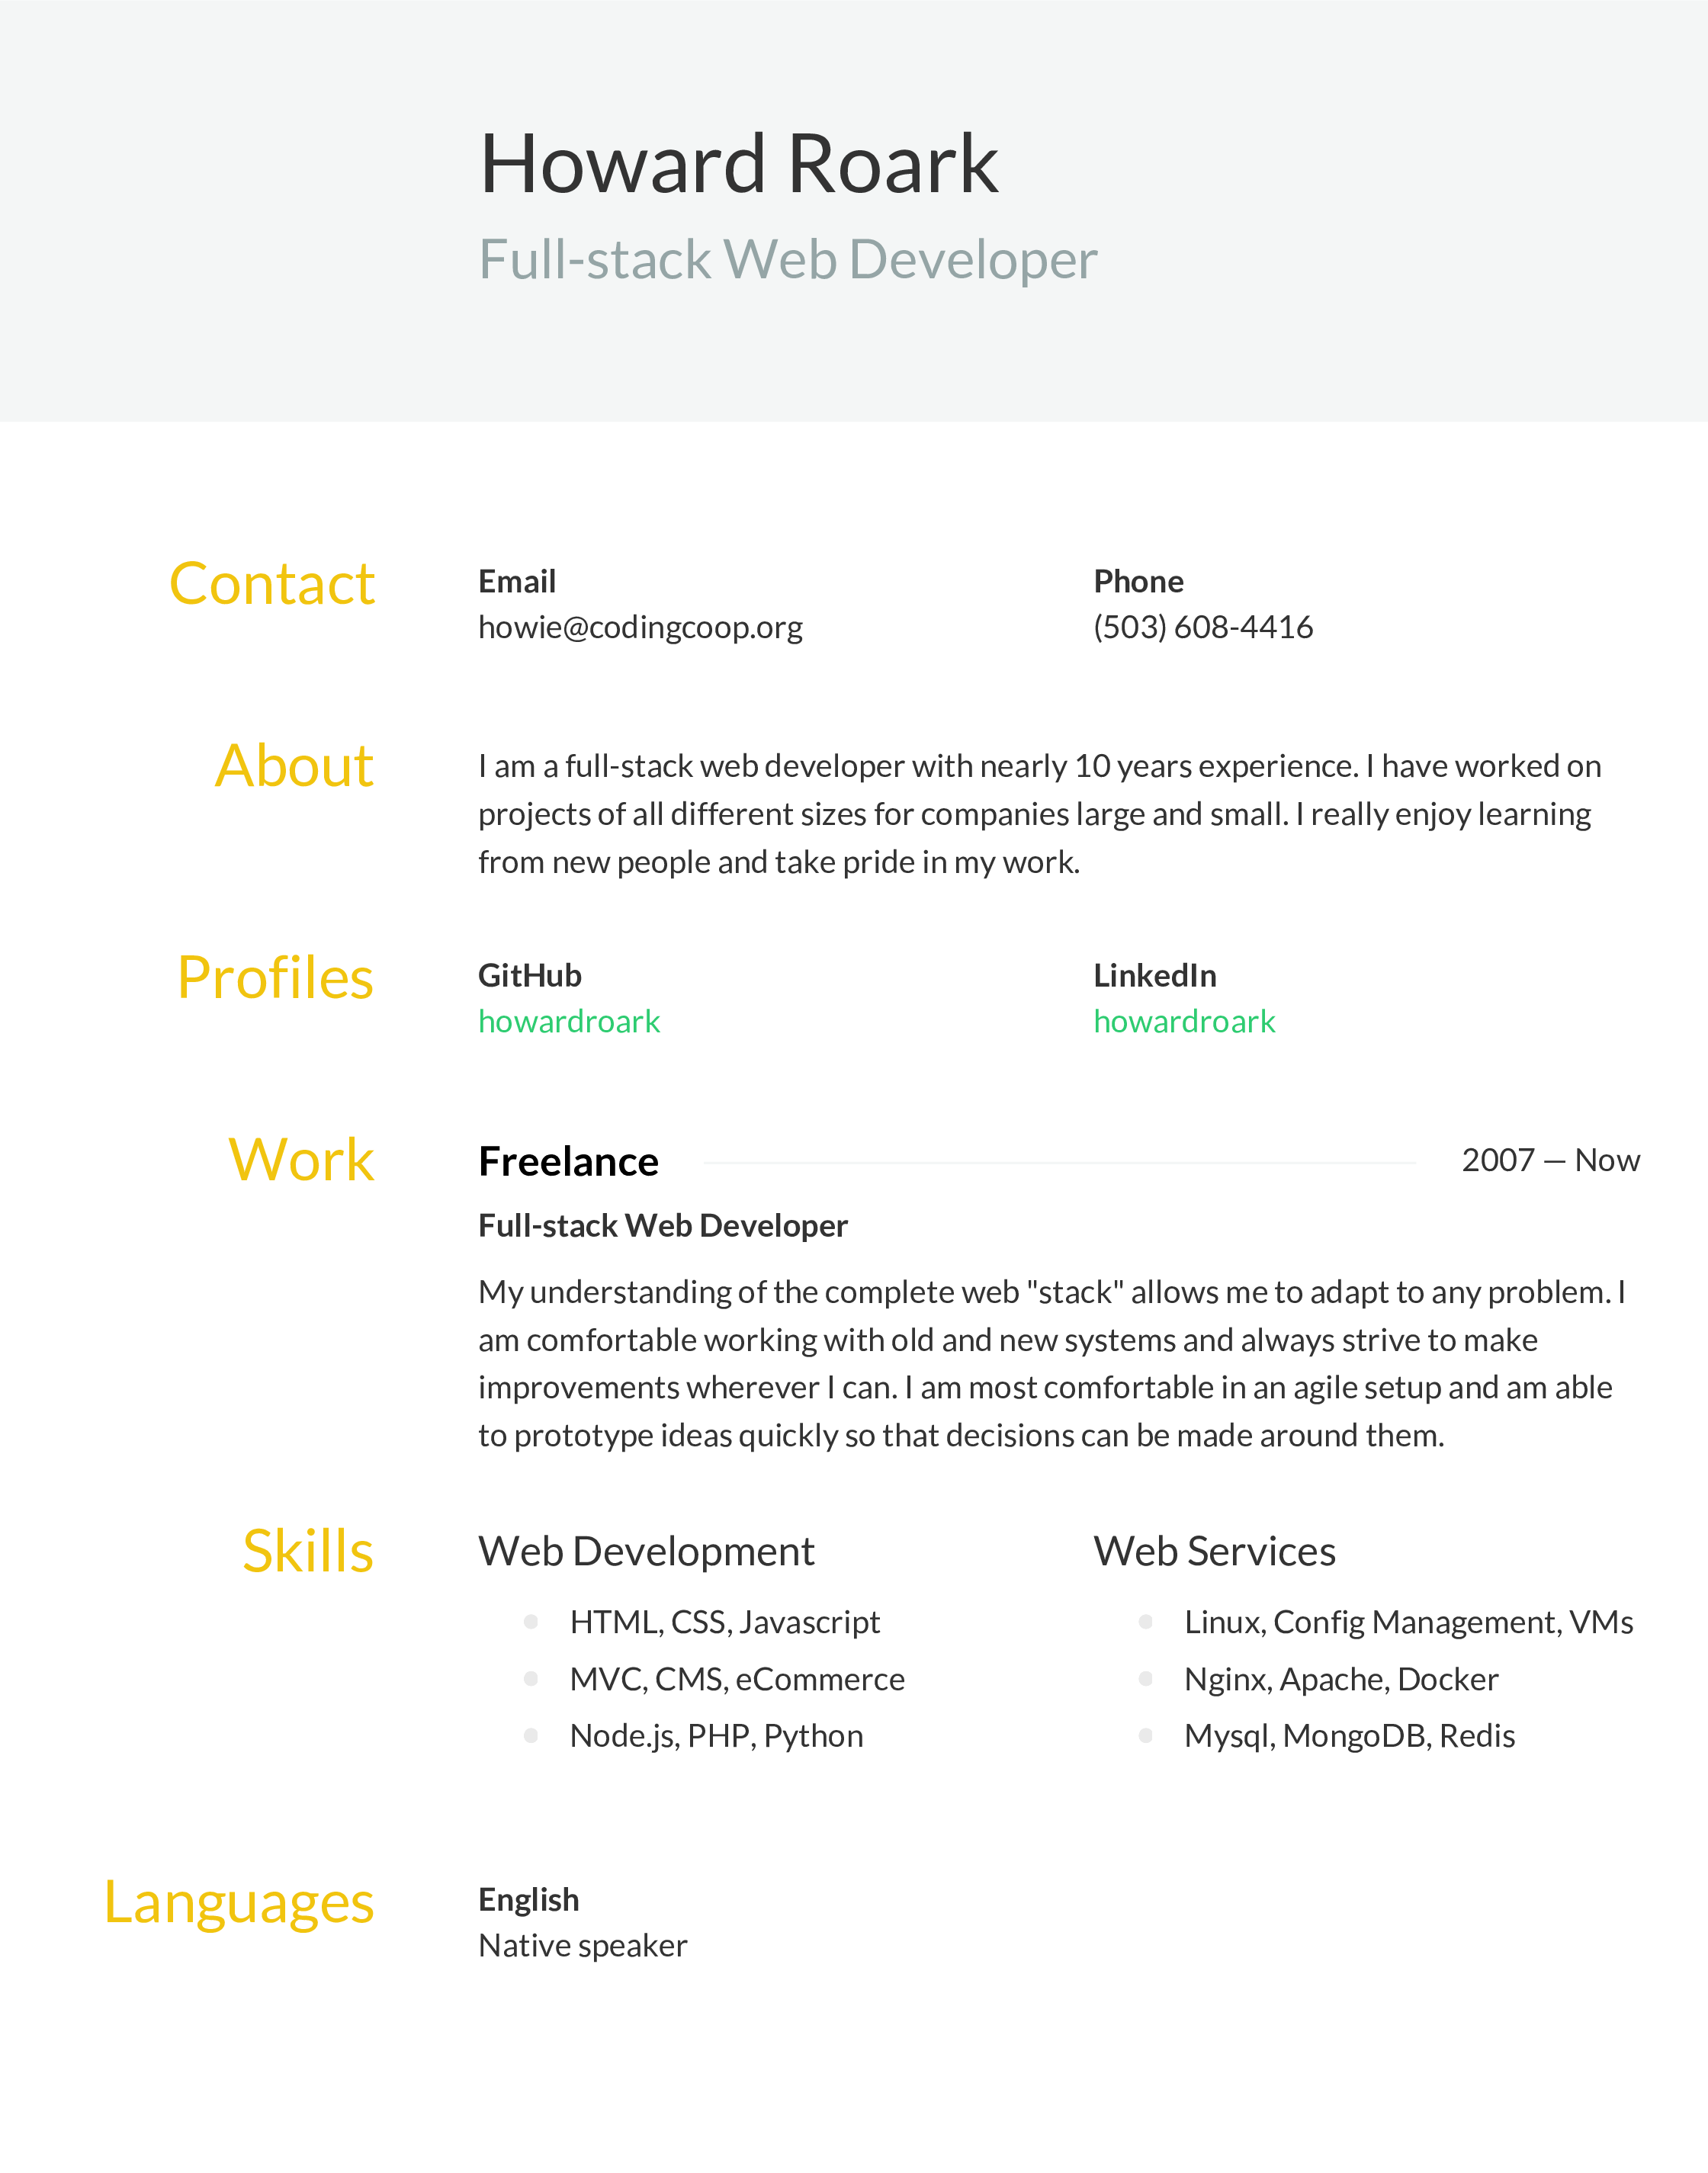 Howard Roark
Full-stack Web Developer
Contact
Email
howie@codingcoop.org
Phone
(503) 608-4416
About
I am a full-stack web developer with nearly 10 years experience. I have worked on
projects of all different sizes for companies large and small. I really enjoy learning
from new people and take pride in my work.
Profiles
GitHub
howardroark
LinkedIn
howardroark
Work
Freelance
2007 — Now
Full-stack Web Developer
My understanding of the complete web "stack" allows me to adapt to any problem. I
am comfortable working with old and new systems and always strive to make
improvements wherever I can. I am most comfortable in an agile setup and am able
to prototype ideas quickly so that decisions can be made around them.
Skills
Web Development
HTML, CSS, Javascript
MVC, CMS, eCommerce
Node.js, PHP, Python
Web Services
Linux, Config Management, VMs
Nginx, Apache, Docker
Mysql, MongoDB, Redis
Languages
English
Native speaker